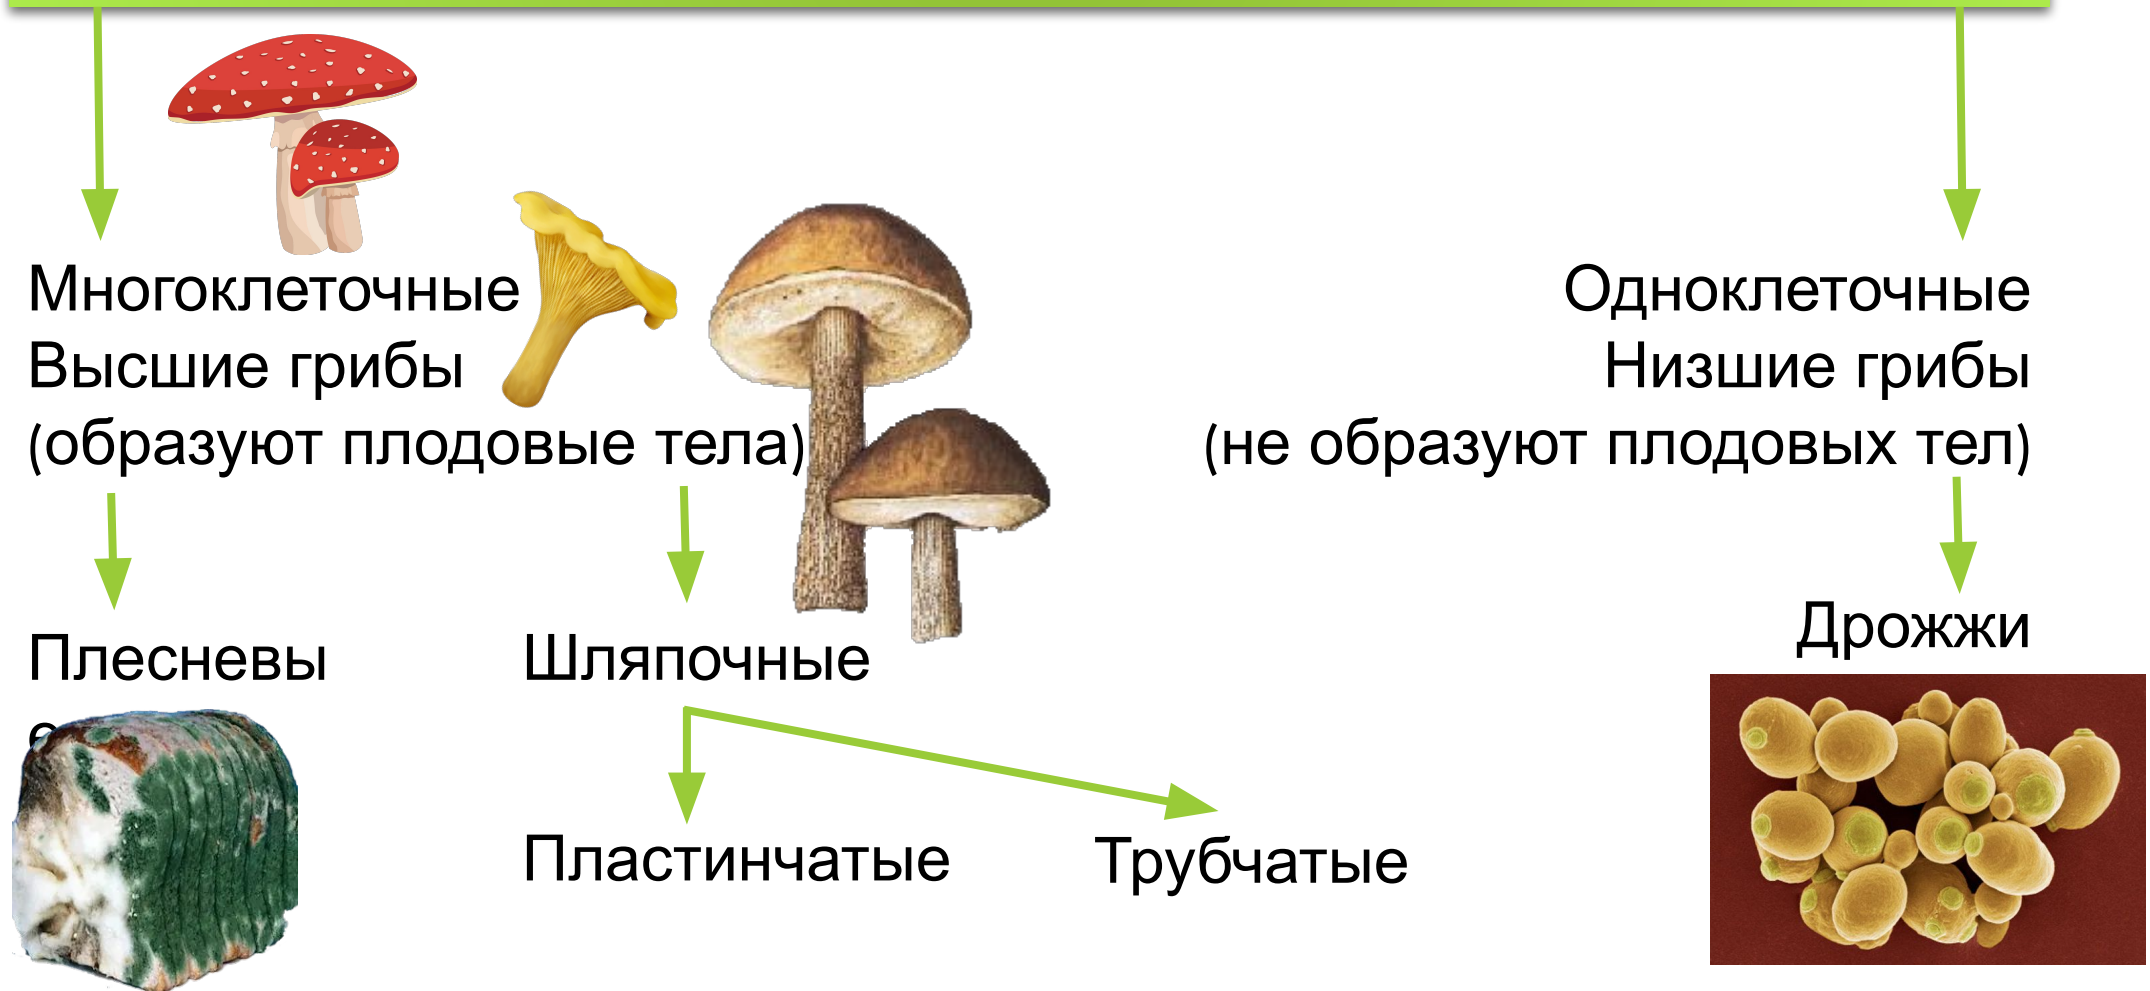 Многоклеточные
Высшие грибы
(образуют плодовые тела)
Одноклеточные
Низшие грибы
(не образуют плодовых тел)
Плесневы
е
Шляпочные
Дрожжи
Пластинчатые
Трубчатые